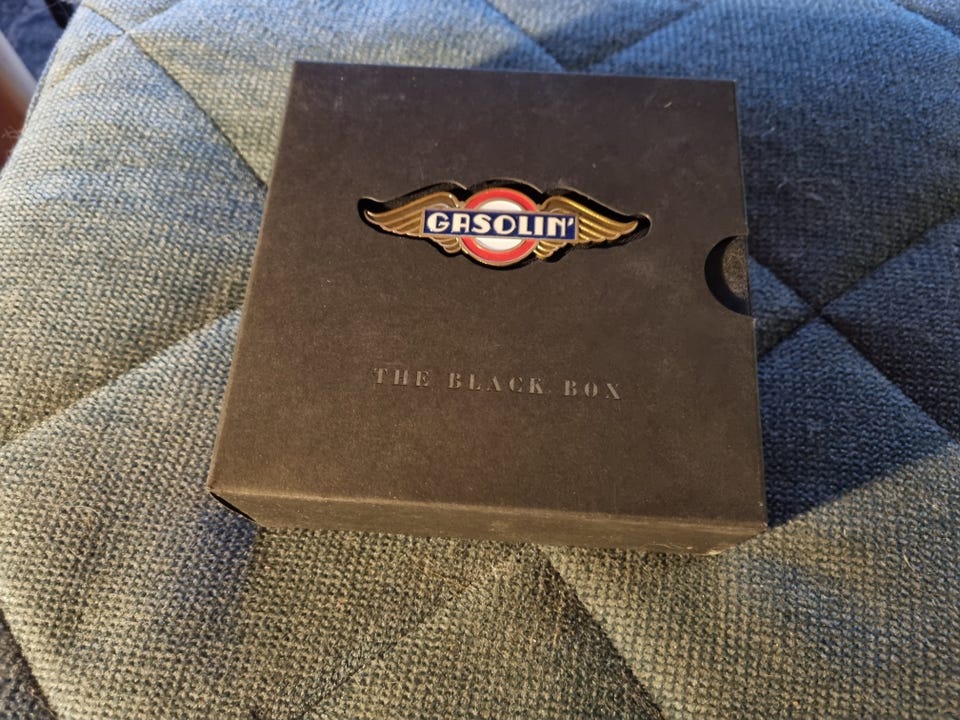 GASOLIN'
THE BLACK BOX